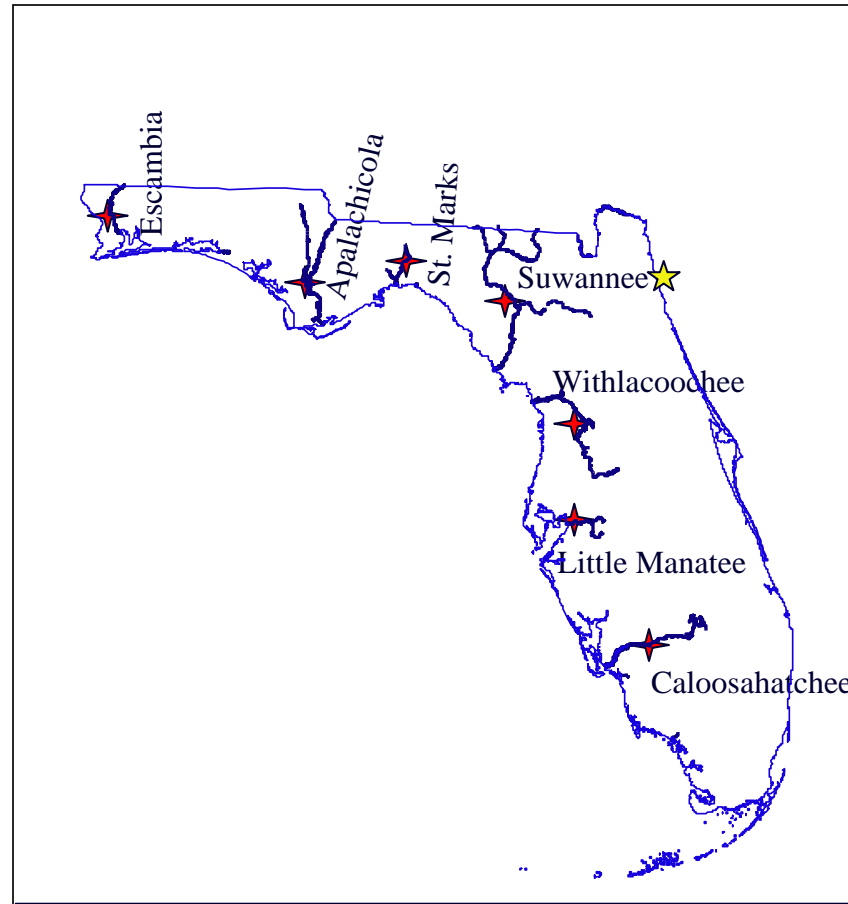 Escambia
Apalachicola
St. Marks
Suwannee
Withlacoochee
Little Manatee
Caloosahatchee